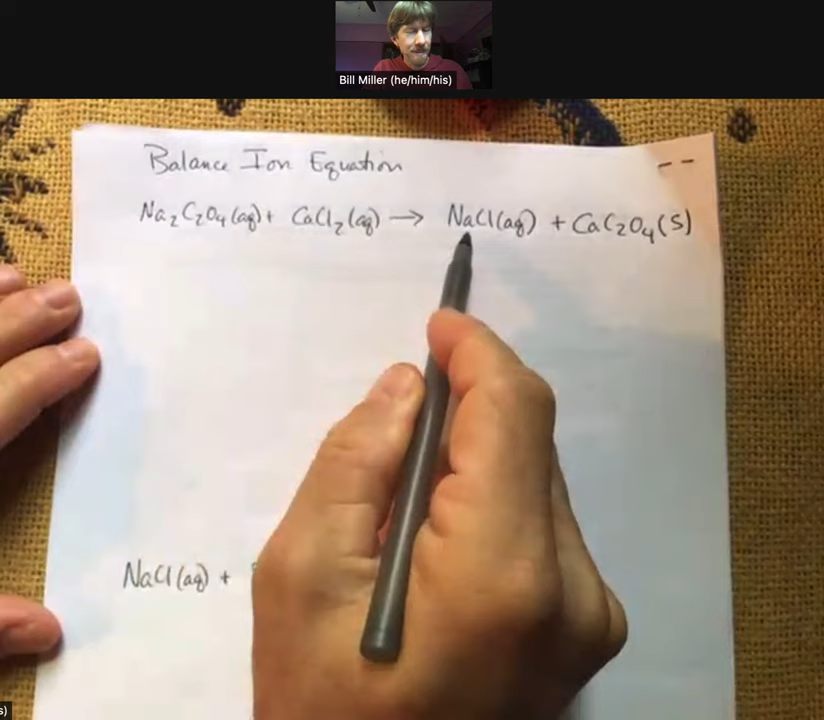 Bill Miller (he/him/his)
Balance Ion Equation
Na₂C₂O₄(aq) + CaCl₂(aq) → NaCl(aq) + CaC₂O₄(s)
NaCl(aq) +
s)